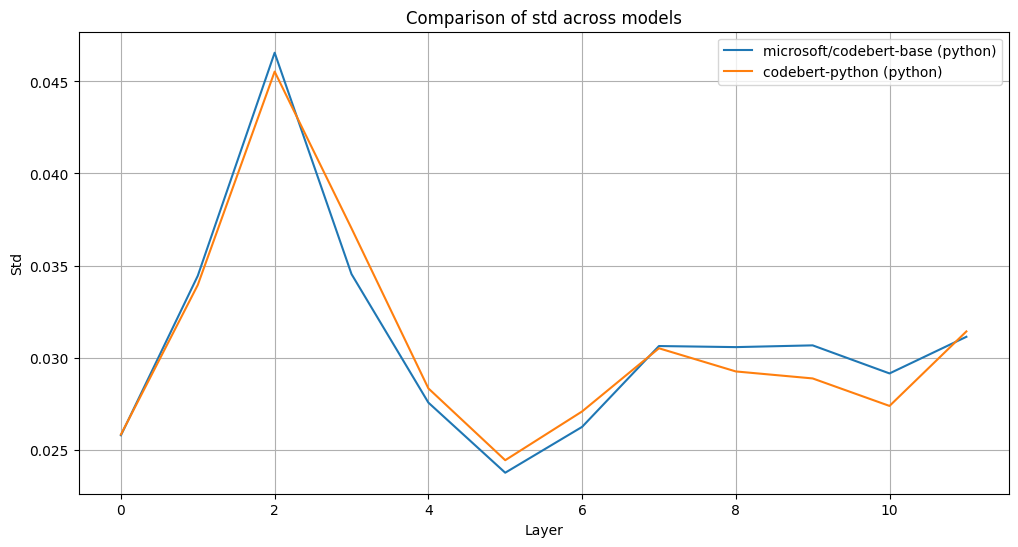 Comparison of std across models
microsoft/codebert-base (python)
codebert-python (python)
0.045
0.040
0.035
0.030
0.025
Std
0 2 4 6 8 10
Layer